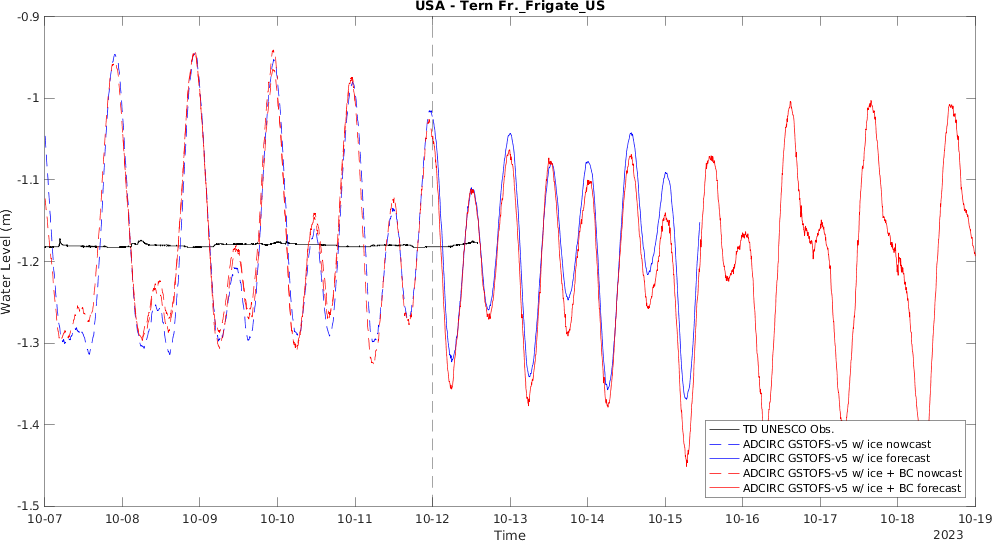 USA - Tern Fr._Frigate_US
Water Level (m)
-0.9
-1
-1.1
-1.2
-1.3
-1.4
-1.5
TD UNESCO Obs.
ADCIRC GSTOFS-v5 w/ ice nowcast
ADCIRC GSTOFS-v5 w/ ice forecast
ADCIRC GSTOFS-v5 w/ ice + BC nowcast
ADCIRC GSTOFS-v5 w/ ice + BC forecast
10-07 10-08 10-09 10-10 10-11 10-12 10-13 10-14 10-15 10-16 10-17 10-18 10-19
Time
2023